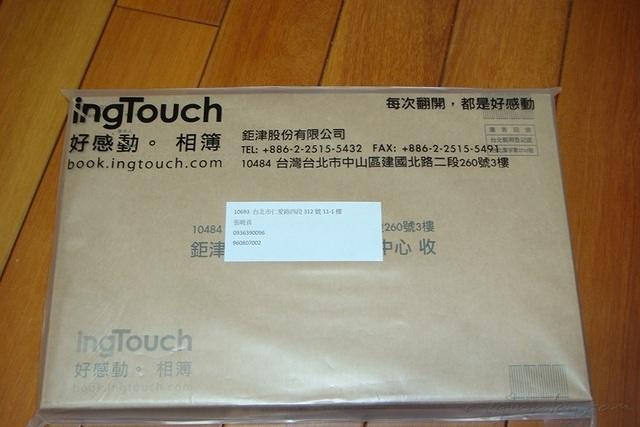 ingTouch
好感動。相簿
book.ingtouch.com
每次翻開，都是好感動
鉅津股份有限公司
TEL: +886-2-2515-5432 FAX: +886-2-2515-5491
10484 台灣台北市中山區建國北路二段260號3樓
廣告回信
10693 台北市仁愛路四段 312 號 11-1 樓
0936390096
960807002
10484
260號3樓
鉅津
中心 收
ingTouch
好感動。相簿
book.ingtouch.com